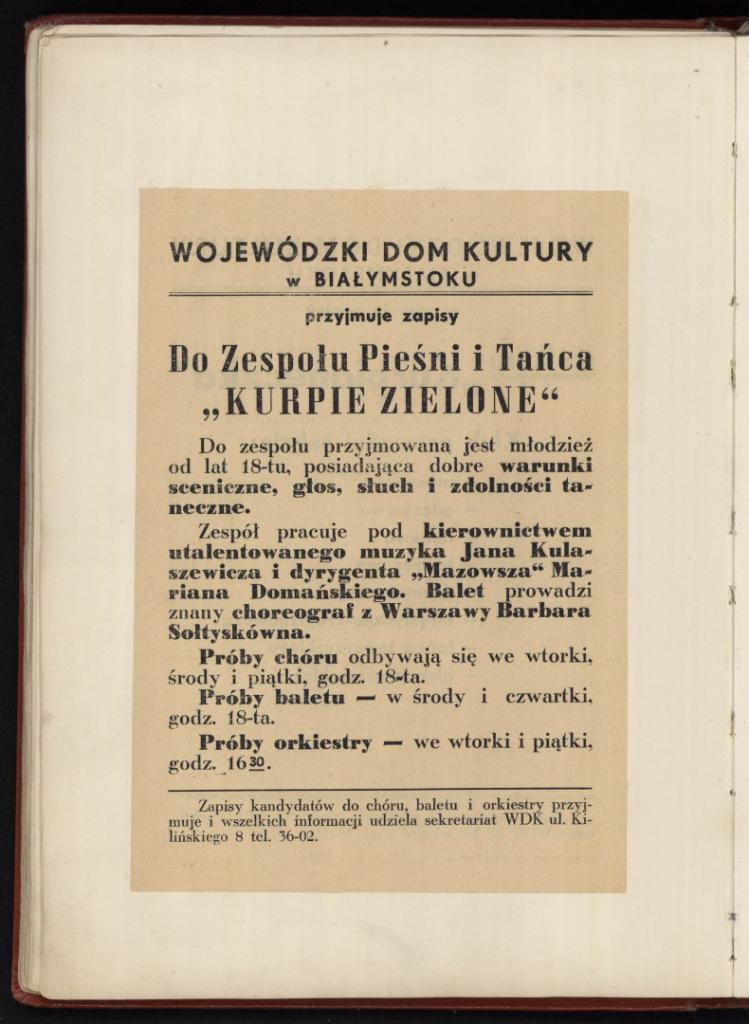 WOJEWÓDZKI DOM KULTURY
w BIAŁYMSTOKU
przyjmuje zapisy
Do Zespołu Pieśni i Tańca
„KURPIE ZIELONE“
Do zespołu przyjmowana jest młodzież
od lat 18-tu, posiadająca dobre warunki
sceniczne, głos, słuch i zdolności ta-
neczne.
Zespół pracuje pod kierownictwem
utalentowanego muzyka Jana Kula-
szewicza i dyrygenta „Mazowsza“ Ma-
riana Domańskiego. Balet prowadzi
znany choreograf z Warszawy Barbara
Sołtyskówna.
Próby chóru odbywają się we wtorki,
środy i piątki, godz. 18-ta.
Próby baletu — w środy i czwartki,
godz. 18-ta.
Próby orkiestry — we wtorki i piątki,
godz. 16 30.
Zapisy kandydatów do chóru, baletu i orkiestry przyj-
muje i wszelkich informacji udziela sekretariat WDK ul. Ki-
lińskiego 8 tel. 36-02.